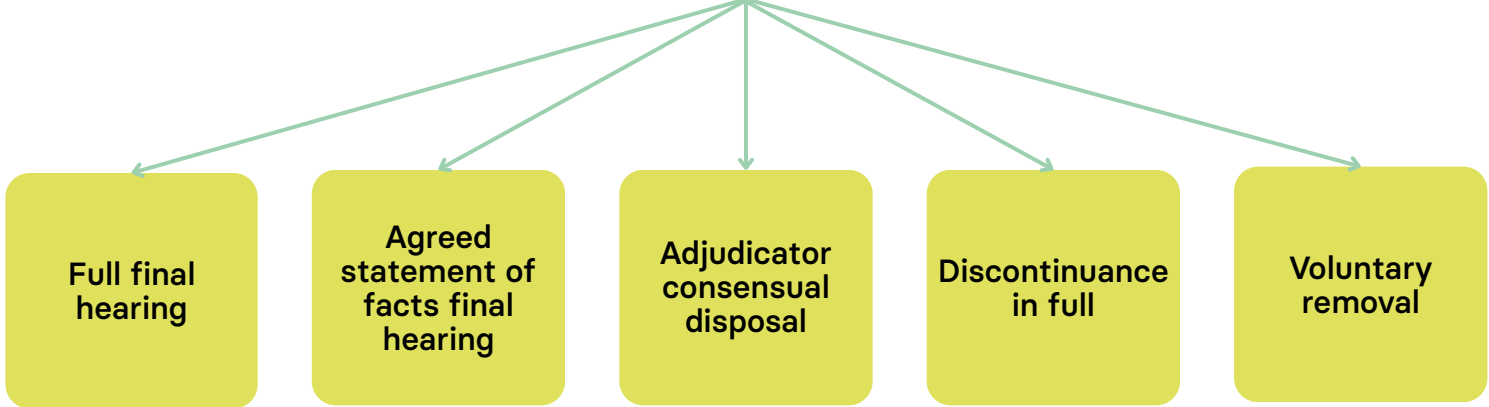 Full final
hearing
Agreed
statement of
facts final
hearing
Adjudicator
consensual
disposal
Discontinuance
in full
Voluntary
removal